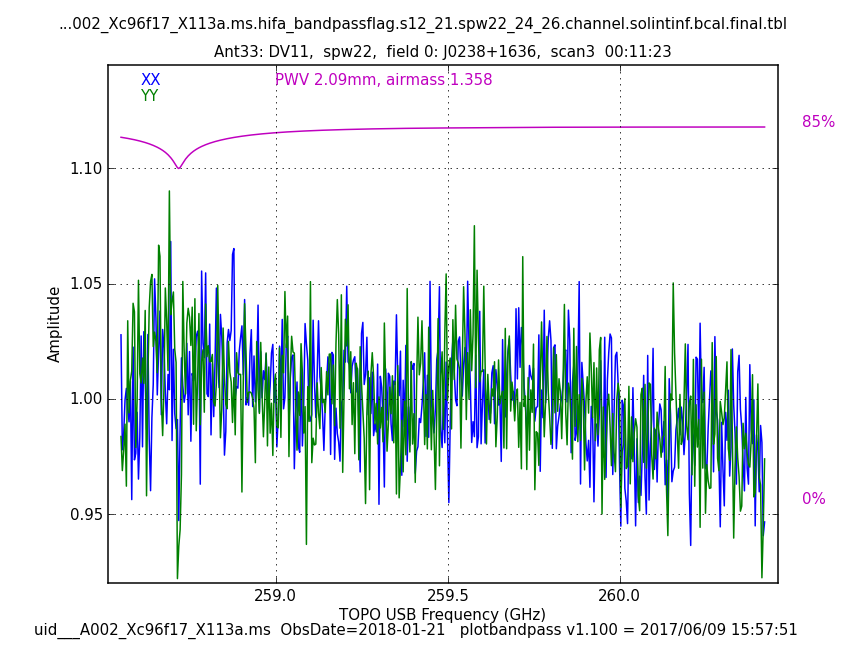 ...002_Xc96f17_X113a.ms.hifa_bandpassflag.s12_21.spw22_24_26.channel.solintinf.bcal.final.tbl
Ant33: DV11, spw22, field 0: J0238+1636, scan3 00:11:23
XX
PWV 2.09mm, airmass 1.358
YY
85%
1.10
1.05
Amplitude
1.00
0%
0.95
259.0
259.5
260.0
TOPO USB Frequency (GHz)
uid___A002_Xc96f17_X113a.ms ObsDate=2018-01-21 plotbandpass v1.100 = 2017/06/09 15:57:51